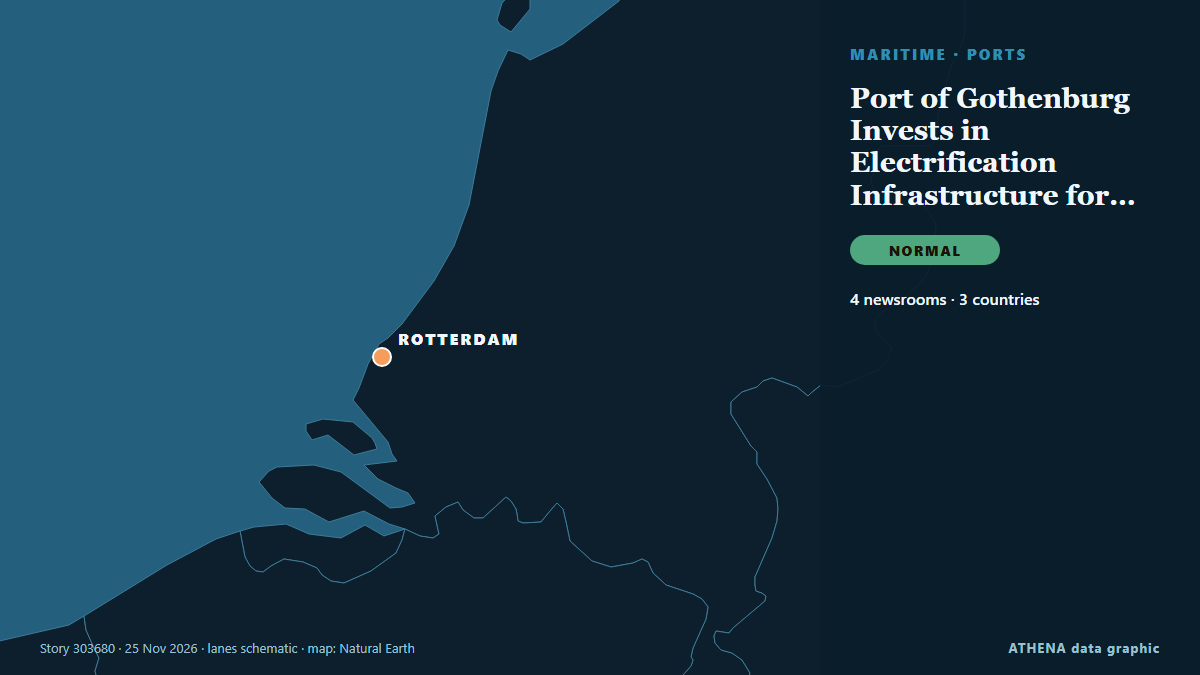 MARITIME · PORTS
Port of Gothenburg
Invests in
Electrification
Infrastructure for...
NORMAL
4 newsrooms · 3 countries
ROTTERDAM
Story 303680 · 25 Nov 2026 · lanes schematic · map: Natural Earth
ATHENA data graphic